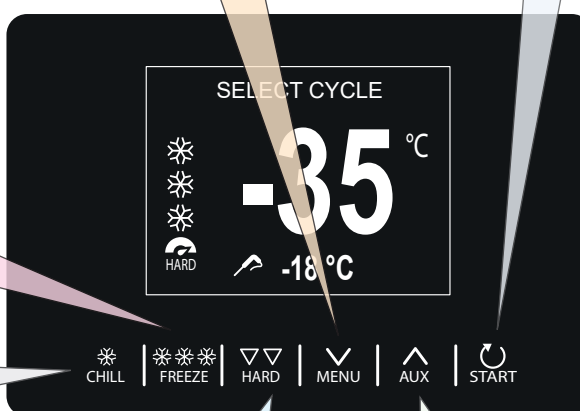 SELECT CYCLE
-35 °C
HARD
-18 °C
CHILL
FREEZE
HARD
MENU
AUX
START